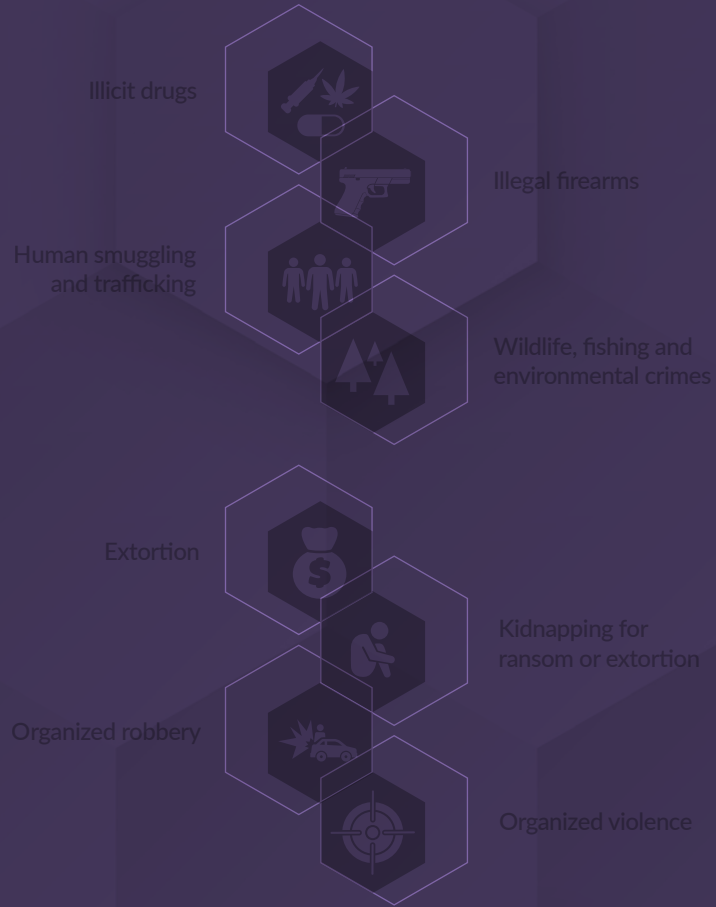 Illicit drugs
Illegal firearms
Human smuggling
and trafficking
Wildlife, fishing and
environmental crimes
$
Extortion
Kidnapping for
ransom or extortion
Organized robbery
Organized violence